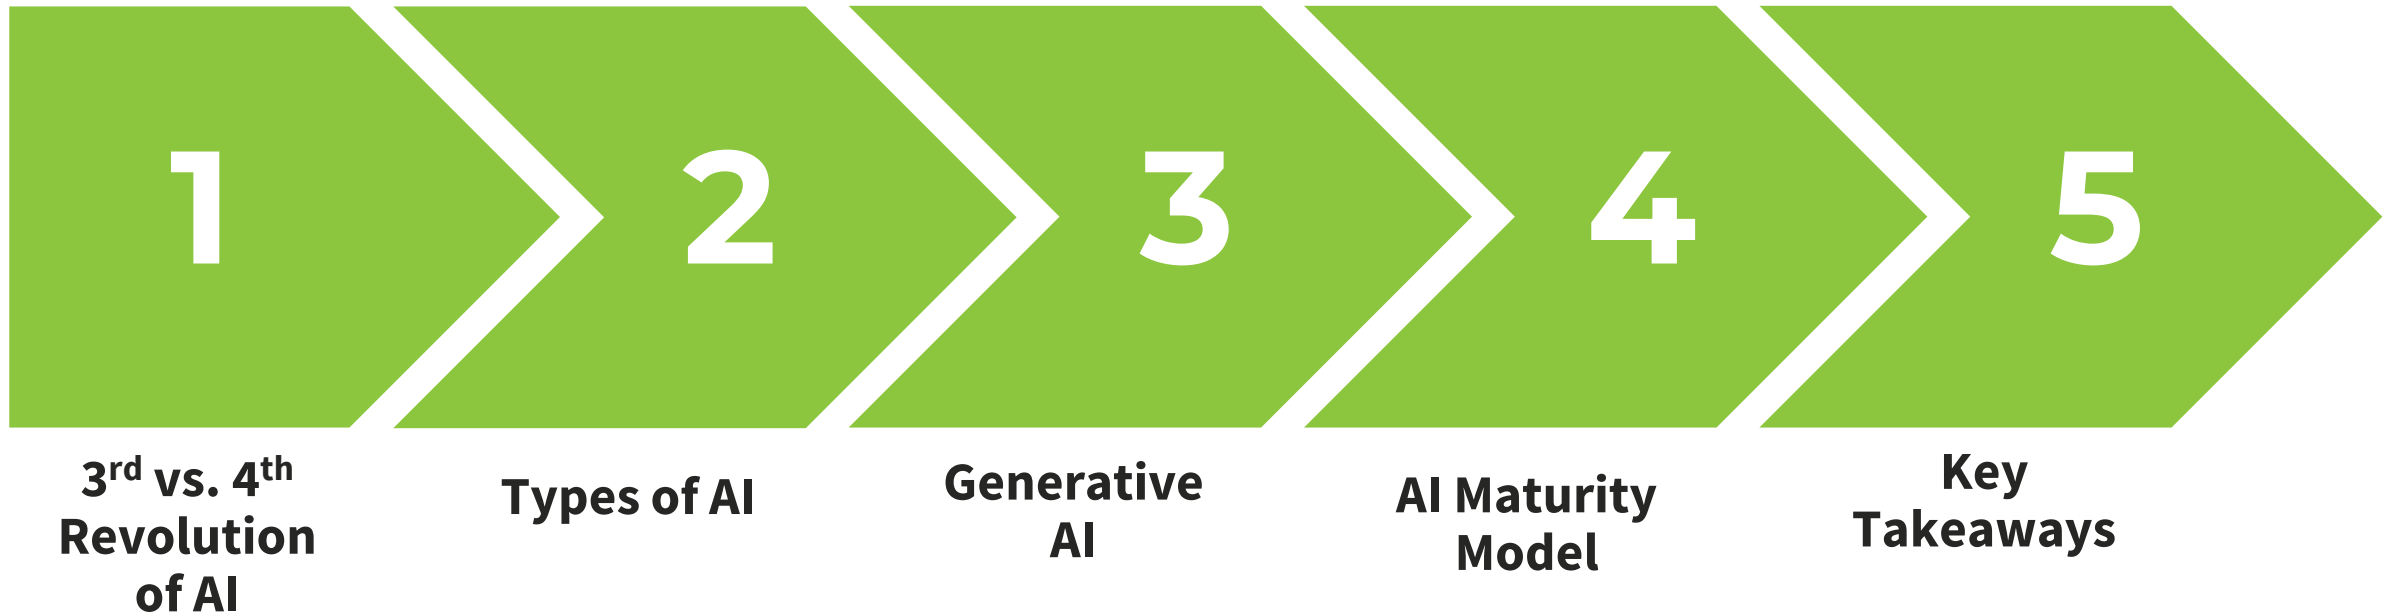 1
2
3
4
5
3rd vs. 4th
Revolution
of AI
Types of AI
Generative
AI
AI Maturity
Model
Key
Takeaways